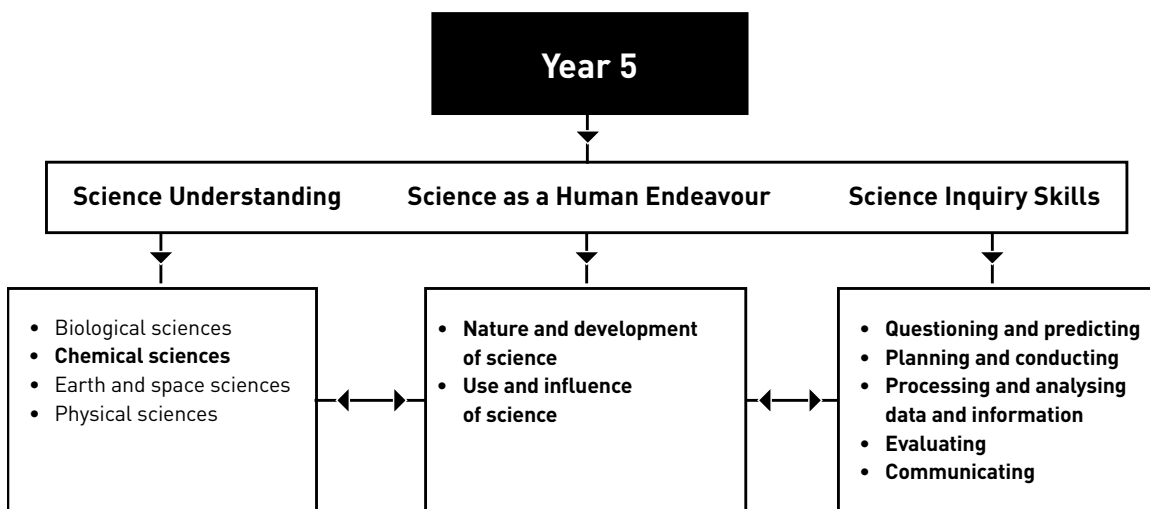 Year 5
Science Understanding
Science as a Human Endeavour
Science Inquiry Skills
• Biological sciences
• Chemical sciences
• Earth and space sciences
• Physical sciences
• Nature and development
of science
• Use and influence
of science
• Questioning and predicting
• Planning and conducting
• Processing and analysing
data and information
• Evaluating
• Communicating